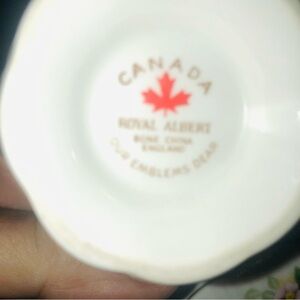 CANADA
ROYAL ALBERT
BONE CHINA
ENGLAND
OUR EMBLEMS DEAR